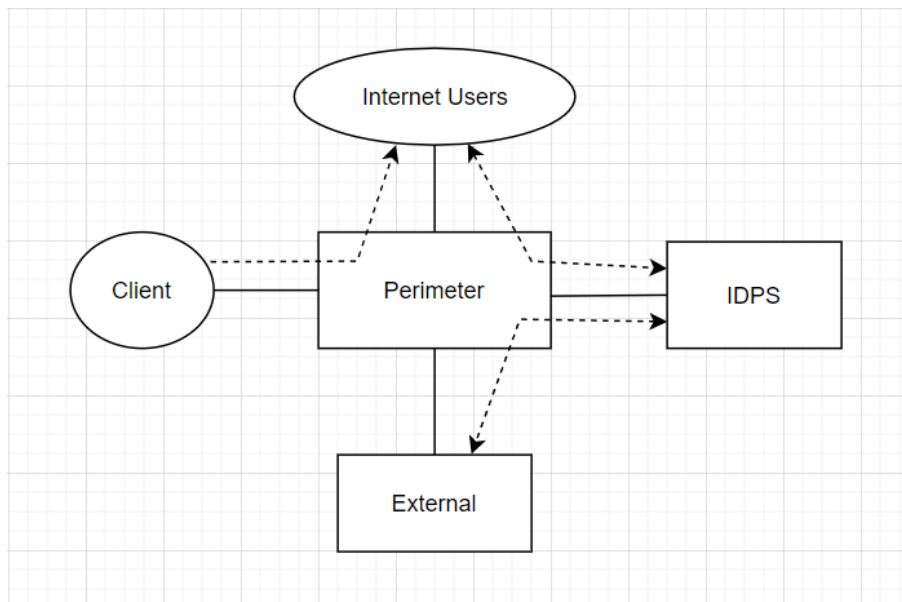 Internet Users
Client
Perimeter
IDPS
External